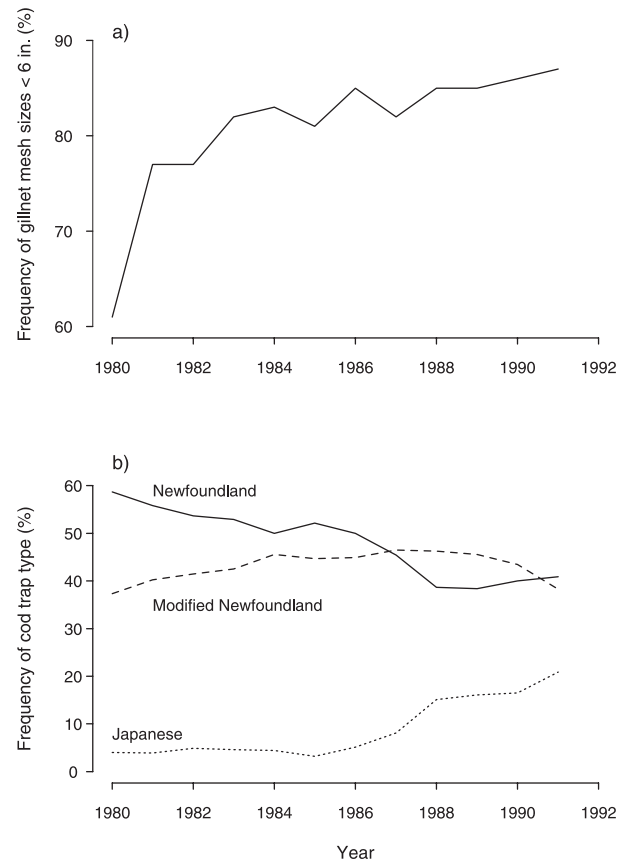 a)
Frequency of gillnet mesh sizes < 6 in. (%)
90
80
70
60
1980 1982 1984 1986 1988 1990 1992
b)
Frequency of cod trap type (%)
60
50
40
30
20
10
0
Newfoundland
Modified Newfoundland
Japanese
1980 1982 1984 1986 1988 1990 1992
Year